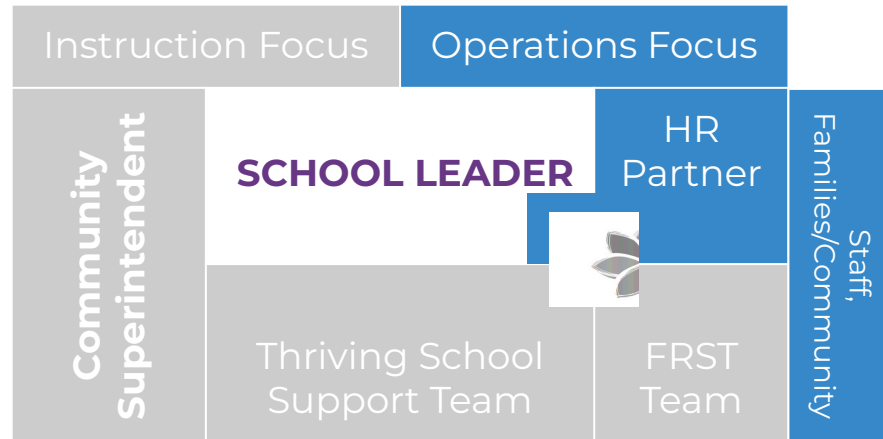 Instruction Focus
Operations Focus
Community
Superintendent
SCHOOL LEADER
HR
Partner
Staff,
Families/Community
Thriving School
Support Team
FRST
Team